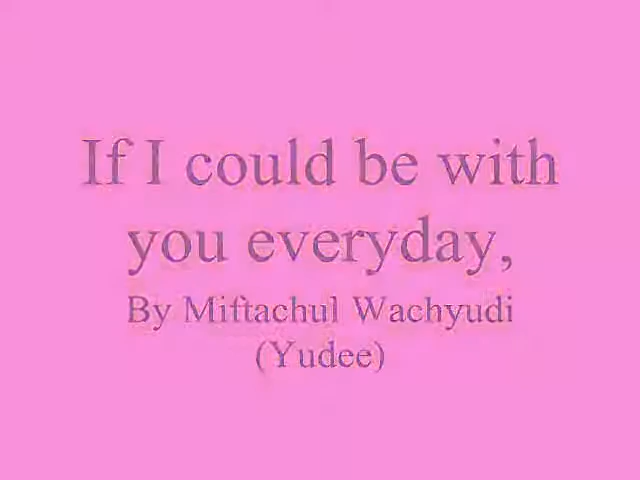 If I could be with
you everyday,
By Miftachul Wachyudi
(Yudee)